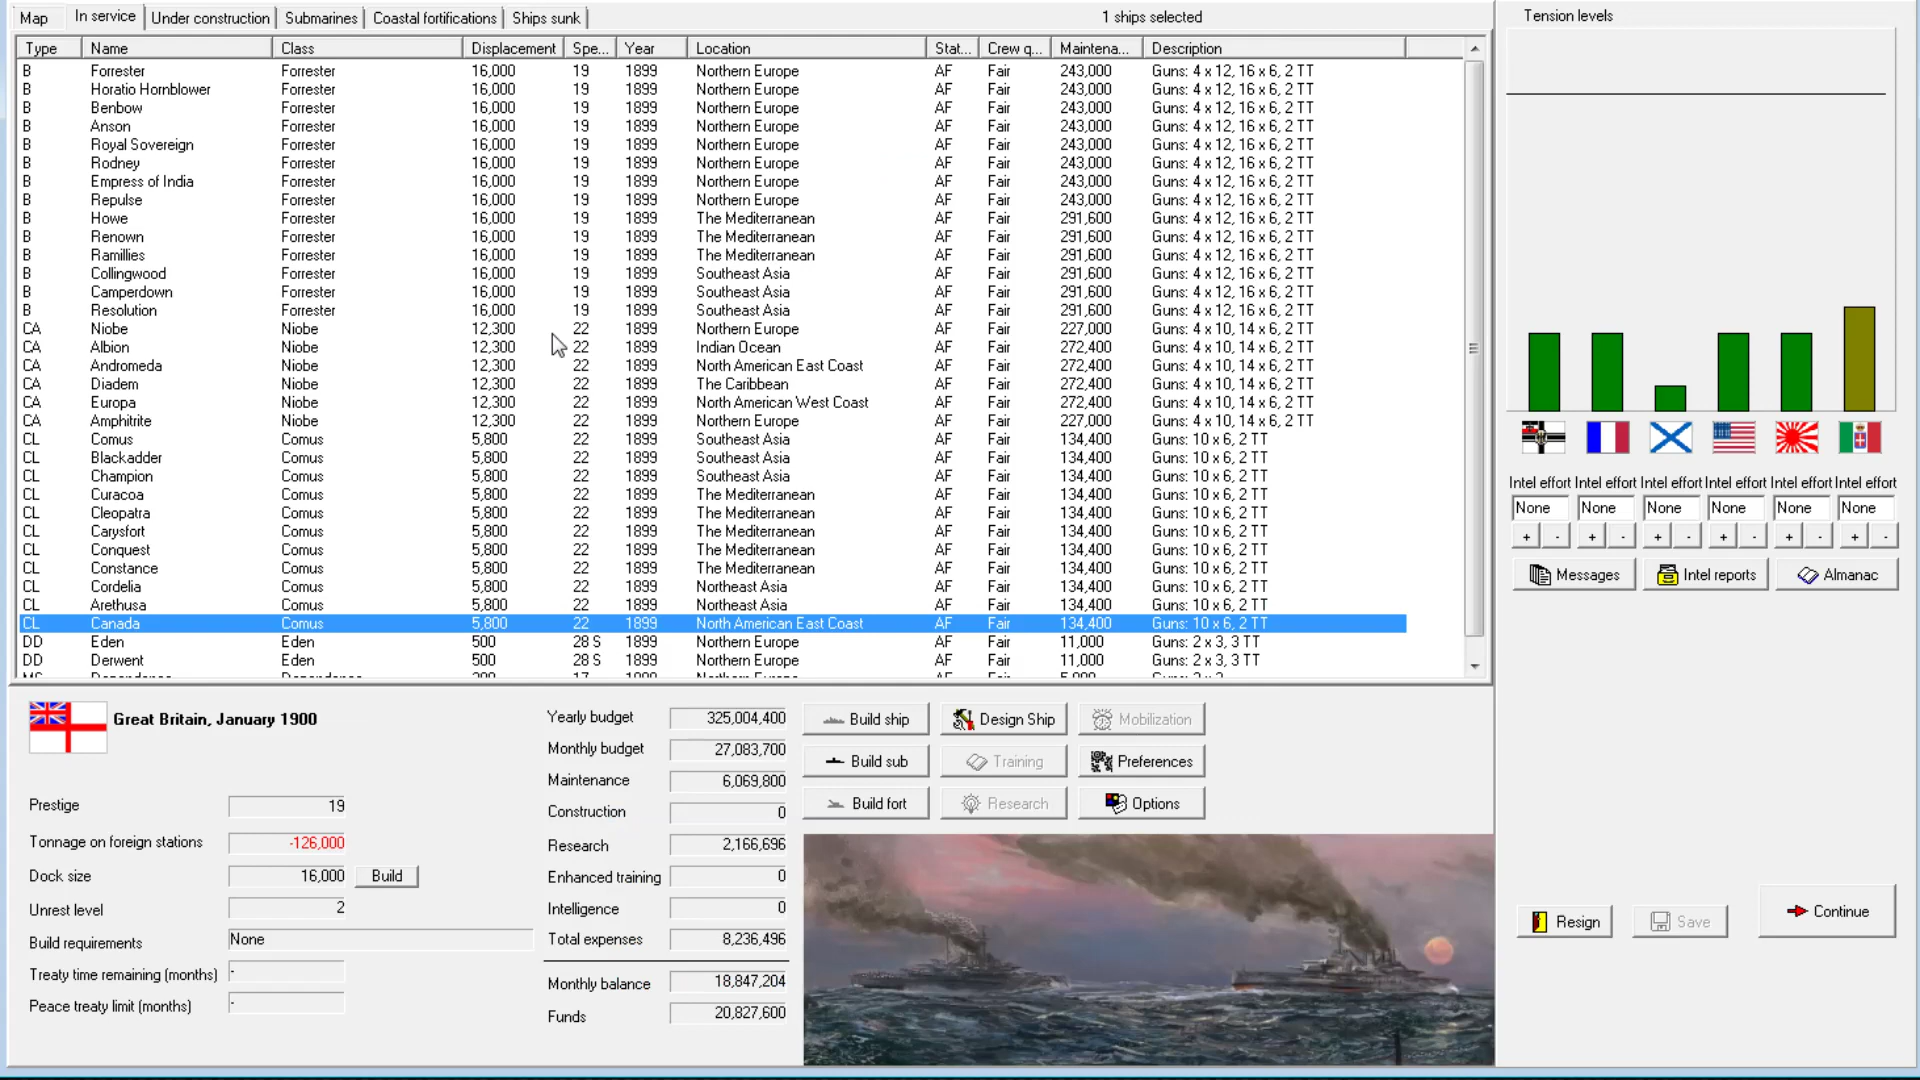 Map In service Under construction Submarines Coastal fortifications Ships sunk 1 ships selected
Type Name Class Displacement Spe... Year Location Stat... Crew q... Maintena... Description
B Forrester Forrester 16,000 19 1899 Northern Europe AF Fair 243,000 Guns: 4 x 12, 16 x 6, 2 TT
B Horatio Hornblower Forrester 16,000 19 1899 Northern Europe AF Fair 243,000 Guns: 4 x 12, 16 x 6, 2 TT
B Benbow Forrester 16,000 19 1899 Northern Europe AF Fair 243,000 Guns: 4 x 12, 16 x 6, 2 TT
B Anson Forrester 16,000 19 1899 Northern Europe AF Fair 243,000 Guns: 4 x 12, 16 x 6, 2 TT
B Royal Sovereign Forrester 16,000 19 1899 Northern Europe AF Fair 243,000 Guns: 4 x 12, 16 x 6, 2 TT
B Rodney Forrester 16,000 19 1899 Northern Europe AF Fair 243,000 Guns: 4 x 12, 16 x 6, 2 TT
B Empress of India Forrester 16,000 19 1899 Northern Europe AF Fair 243,000 Guns: 4 x 12, 16 x 6, 2 TT
B Repulse Forrester 16,000 19 1899 Northern Europe AF Fair 243,000 Guns: 4 x 12, 16 x 6, 2 TT
B Howe Forrester 16,000 19 1899 The Mediterranean AF Fair 291,600 Guns: 4 x 12, 16 x 6, 2 TT
B Renown Forrester 16,000 19 1899 The Mediterranean AF Fair 291,600 Guns: 4 x 12, 16 x 6, 2 TT
B Ramillies Forrester 16,000 19 1899 The Mediterranean AF Fair 291,600 Guns: 4 x 12, 16 x 6, 2 TT
B Collingwood Forrester 16,000 19 1899 Southeast Asia AF Fair 291,600 Guns: 4 x 12, 16 x 6, 2 TT
B Camperdown Forrester 16,000 19 1899 Southeast Asia AF Fair 291,600 Guns: 4 x 12, 16 x 6, 2 TT
B Resolution Forrester 16,000 19 1899 Southeast Asia AF Fair 291,600 Guns: 4 x 12, 16 x 6, 2 TT
CA Niobe Niobe 12,300 22 1899 Northern Europe AF Fair 227,000 Guns: 4 x 10, 14 x 6, 2 TT
CA Albion Niobe 12,300 22 1899 Indian Ocean AF Fair 272,400 Guns: 4 x 10, 14 x 6, 2 TT
CA Andromeda Niobe 12,300 22 1899 North American East Coast AF Fair 272,400 Guns: 4 x 10, 14 x 6, 2 TT
CA Diadem Niobe 12,300 22 1899 The Caribbean AF Fair 272,400 Guns: 4 x 10, 14 x 6, 2 TT
CA Europa Niobe 12,300 22 1899 North American West Coast AF Fair 272,400 Guns: 4 x 10, 14 x 6, 2 TT
CA Amphitrite Niobe 12,300 22 1899 Northern Europe AF Fair 227,000 Guns: 4 x 10, 14 x 6, 2 TT
CL Comus Comus 5,800 22 1899 Southeast Asia AF Fair 134,400 Guns: 10 x 6, 2 TT
CL Blackadder Comus 5,800 22 1899 Southeast Asia AF Fair 134,400 Guns: 10 x 6, 2 TT
CL Champion Comus 5,800 22 1899 Southeast Asia AF Fair 134,400 Guns: 10 x 6, 2 TT
CL Curacoa Comus 5,800 22 1899 The Mediterranean AF Fair 134,400 Guns: 10 x 6, 2 TT
CL Cleopatra Comus 5,800 22 1899 The Mediterranean AF Fair 134,400 Guns: 10 x 6, 2 TT
CL Carysfort Comus 5,800 22 1899 The Mediterranean AF Fair 134,400 Guns: 10 x 6, 2 TT
CL Conquest Comus 5,800 22 1899 The Mediterranean AF Fair 134,400 Guns: 10 x 6, 2 TT
CL Constance Comus 5,800 22 1899 The Mediterranean AF Fair 134,400 Guns: 10 x 6, 2 TT
CL Cordelia Comus 5,800 22 1899 Northeast Asia AF Fair 134,400 Guns: 10 x 6, 2 TT
CL Arethusa Comus 5,800 22 1899 Northeast Asia AF Fair 134,400 Guns: 10 x 6, 2 TT
CL Canada Comus 5,800 22 1899 North American East Coast AF Fair 134,400 Guns: 10 x 6, 2 TT
DD Eden Eden 500 28 S 1899 Northern Europe AF Fair 11,000 Guns: 2 x 3, 3 TT
DD Derwent Eden 500 28 S 1899 Northern Europe AF Fair 11,000 Guns: 2 x 3, 3 TT
Great Britain, January 1900
Prestige 19
Tonnage on foreign stations -126,000
Dock size 16,000 Build
Unrest level 2
Build requirements None
Treaty time remaining (months) -
Peace treaty limit (months) -
Yearly budget 325,004,400
Monthly budget 27,083,700
Maintenance 6,069,800
Construction 0
Research 2,166,696
Enhanced training 0
Intelligence 0
Total expenses 8,236,496
Monthly balance 18,847,204
Funds 20,827,600
Build ship Design Ship Mobilization
Build sub Training Preferences
Build fort Research Options
Tension levels
Intel effort Intel effort Intel effort Intel effort Intel effort Intel effort
None None None None None None
+ - + - + - + - + - + -
Messages Intel reports Almanac
Resign Save Continue